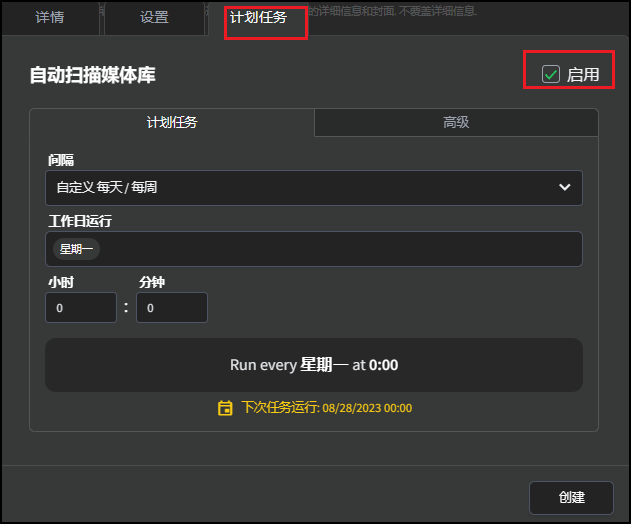 详情 设置 计划任务 的详细信息和封面, 不覆盖详细信息.
自动扫描媒体库 启用
计划任务 高级
间隔
自定义 每天 / 每周
工作日运行
星期一
小时 分钟
0 : 0
Run every 星期一 at 0:00
下次任务运行: 08/28/2023 00:00
创建